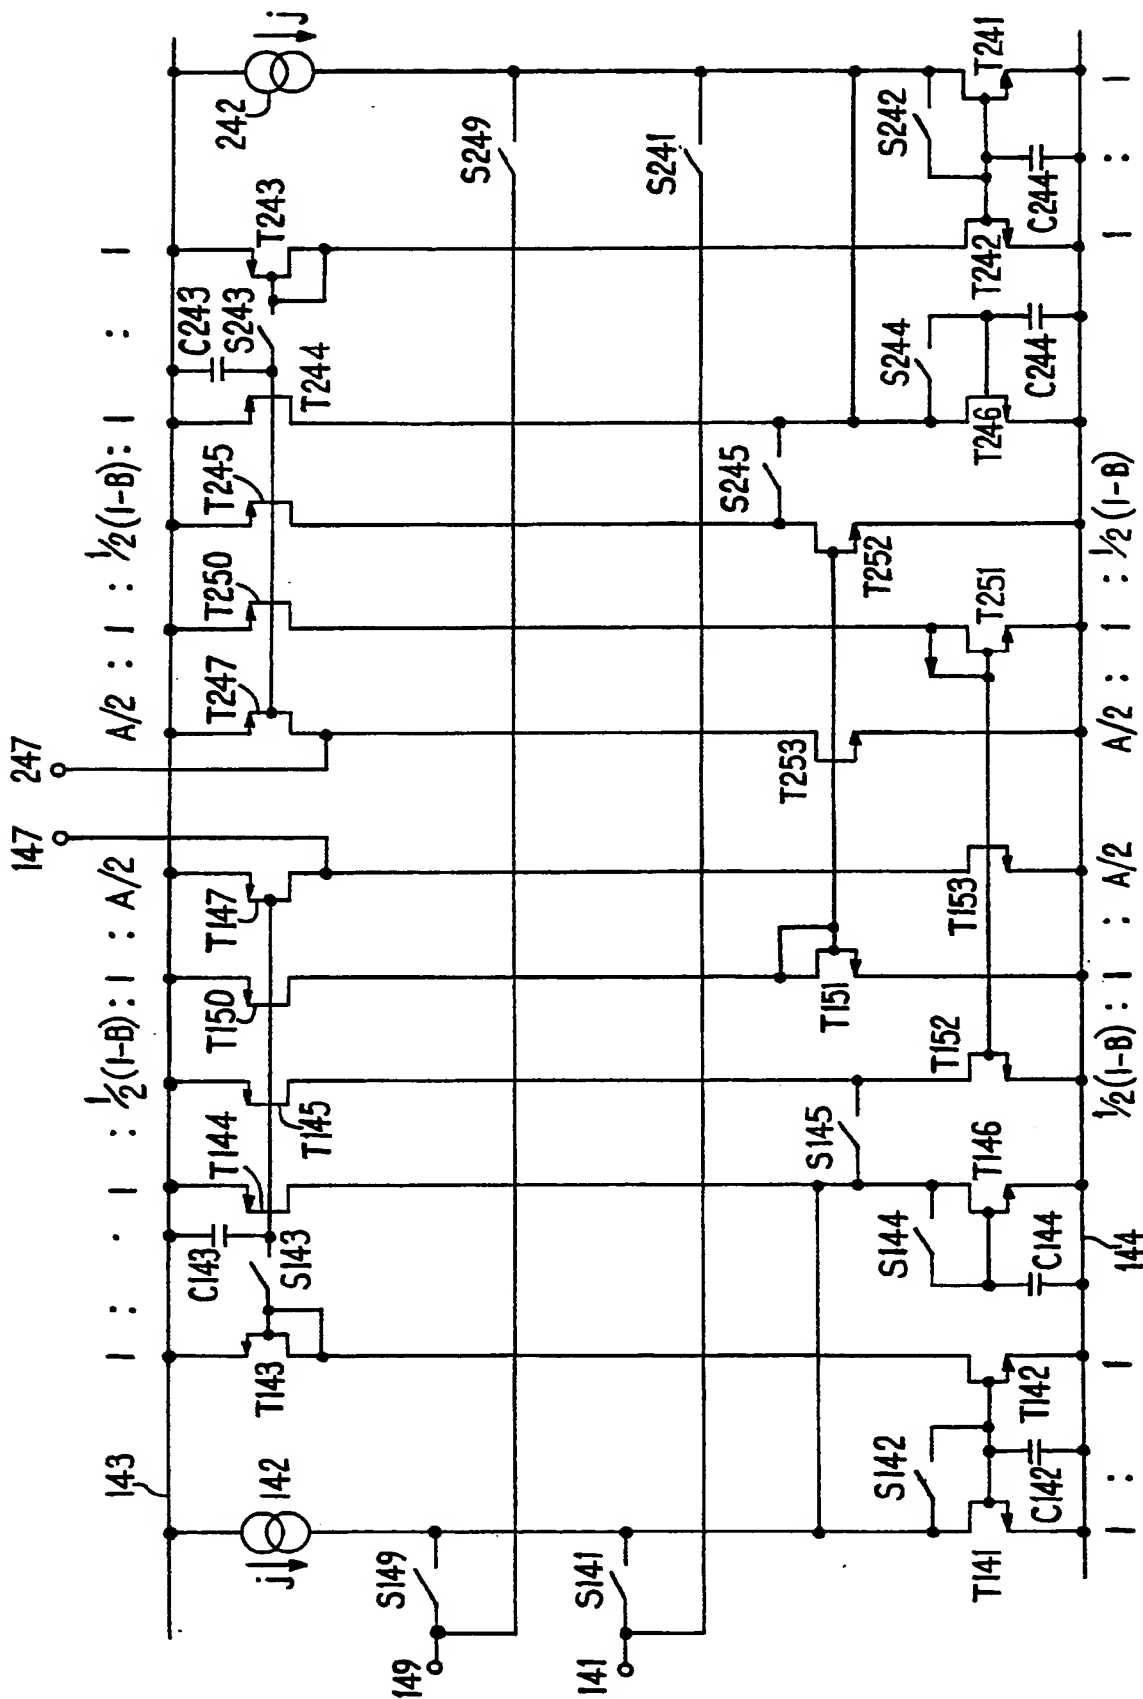 147
247
1 : 1 : ½(1-B) : 1 : A/2
A/2 : 1 : ½(1-B) : 1 : 1
143
C143
T144
T247
T250
T245
C243
242
j
142
T143
S143
T145
T150
T147
T244
S243
T243
j
149
S149
S249
141
S141
S241
S145
T151
T253
S245
T252
S142
S144
T152
T153
S244
S242
T141
C142
T142
C144
T146
T251
T246
C244
T242
C244
T241
144
1 : 1
½(1-B) : 1 : A/2
A/2 : 1 : ½(1-B)
1 : 1